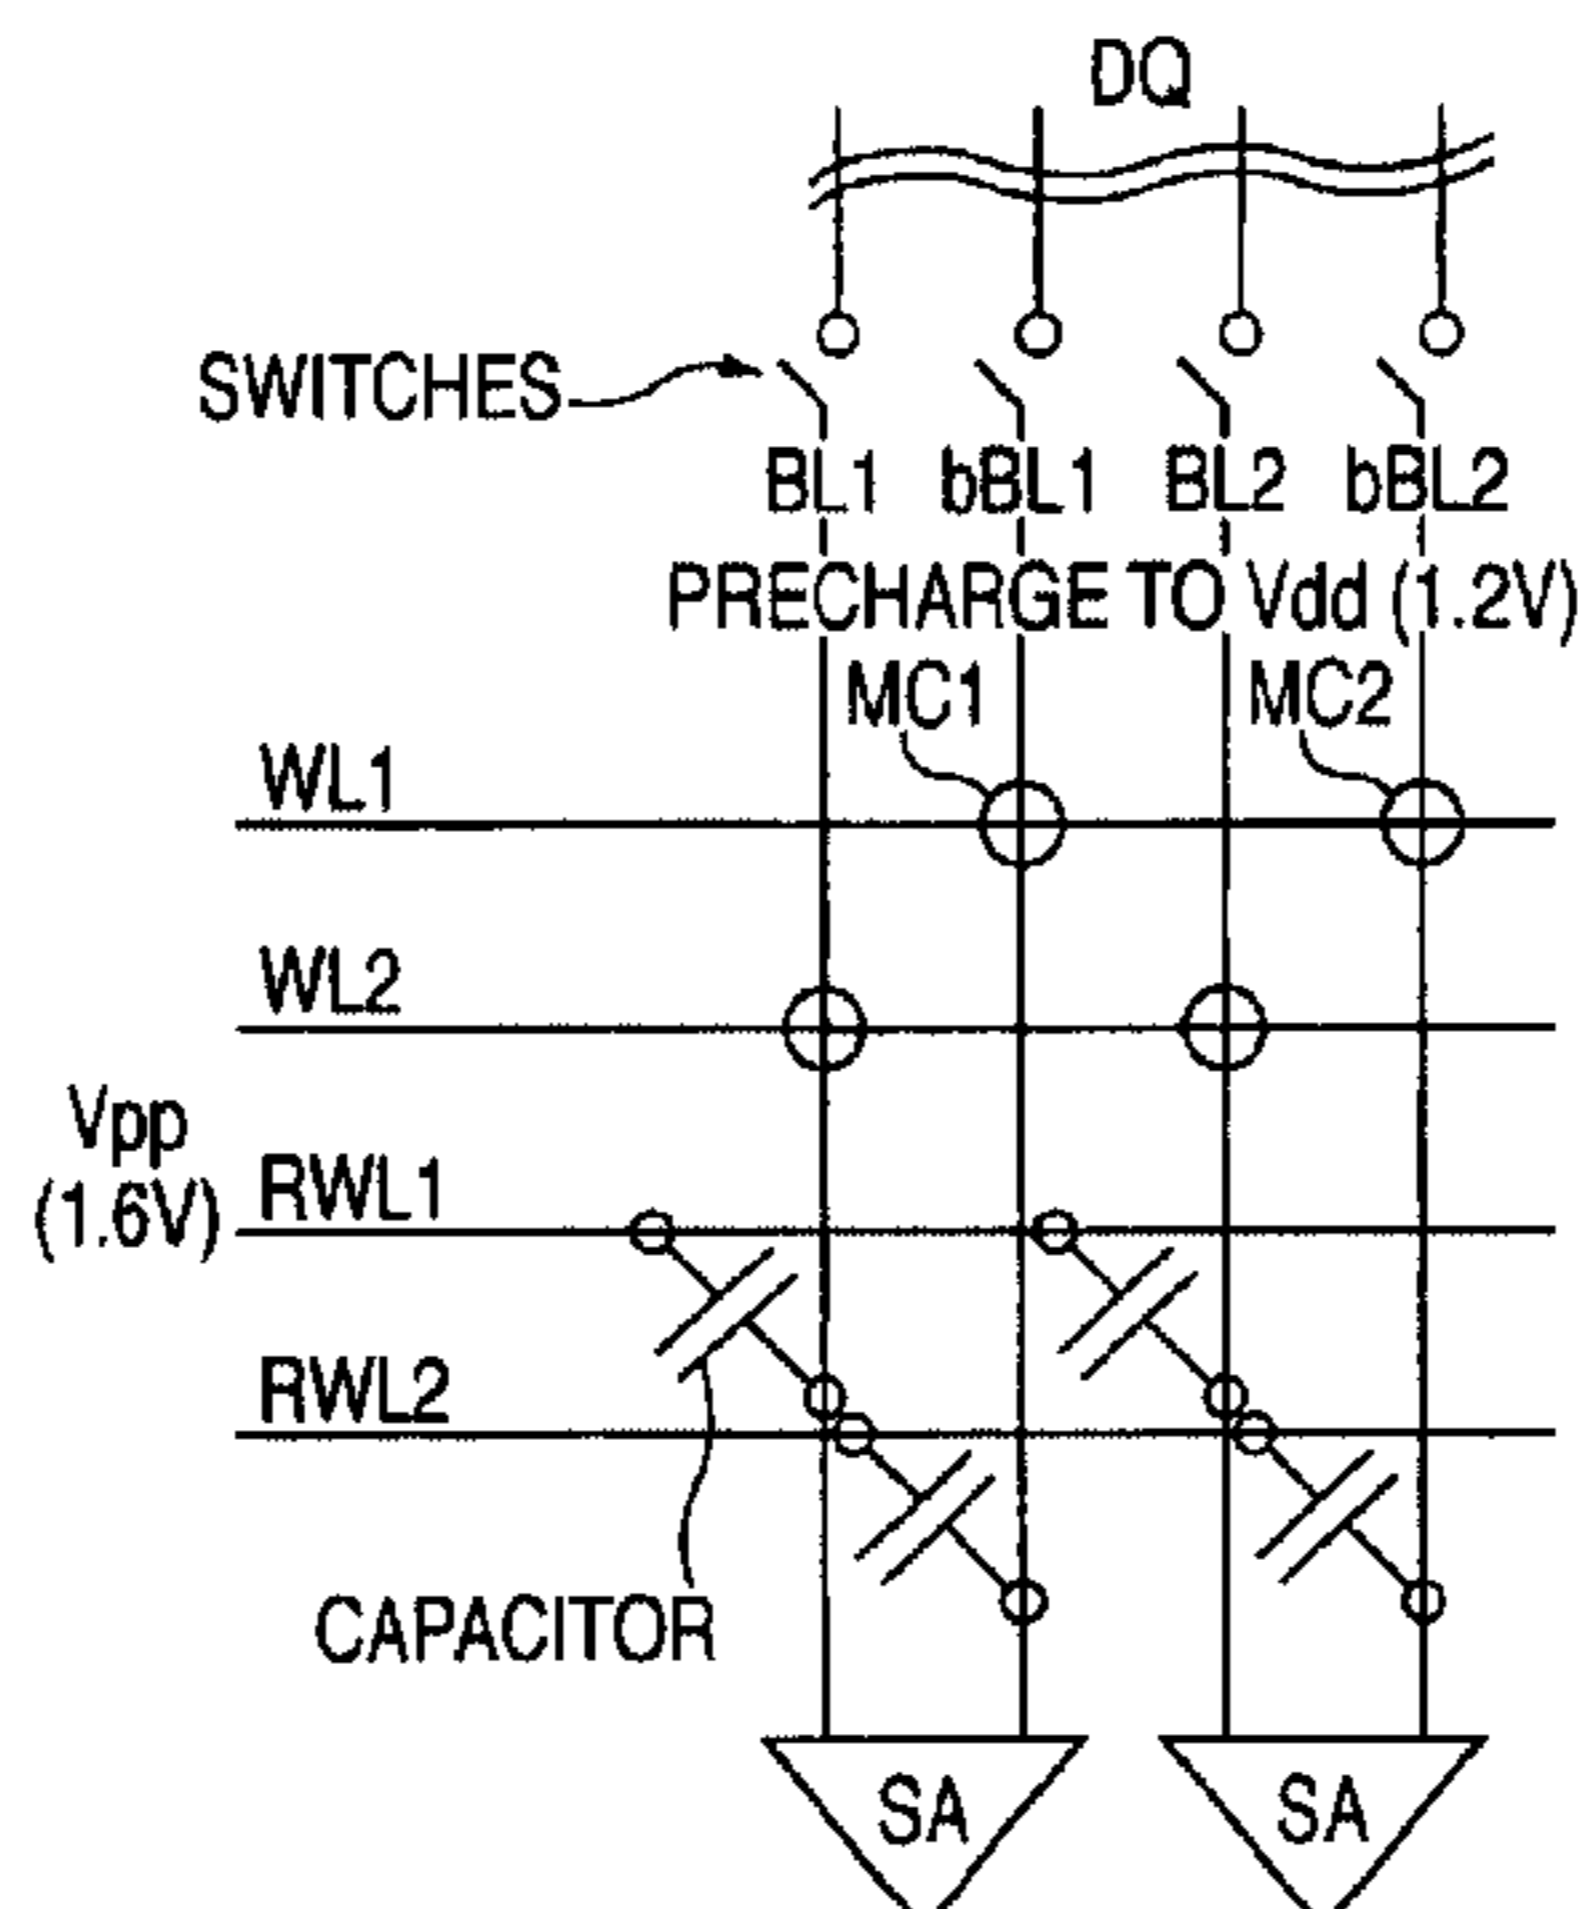 DQ
SWITCHES
BL1 bBL1 BL2 bBL2
PRECHARGE TO Vdd (1.2V)
MC1 MC2
WL1
WL2
Vpp
(1.6V)
RWL1
RWL2
CAPACITOR
SA SA